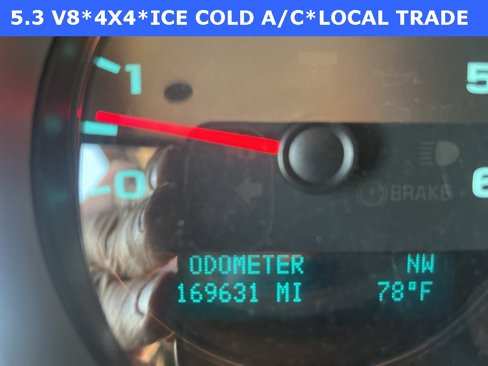 5.3 V8*4X4*ICE COLD A/C*LOCAL TRADE
1
5
0
6
BRAKE
ODOMETER NW
169631 MI 78°F